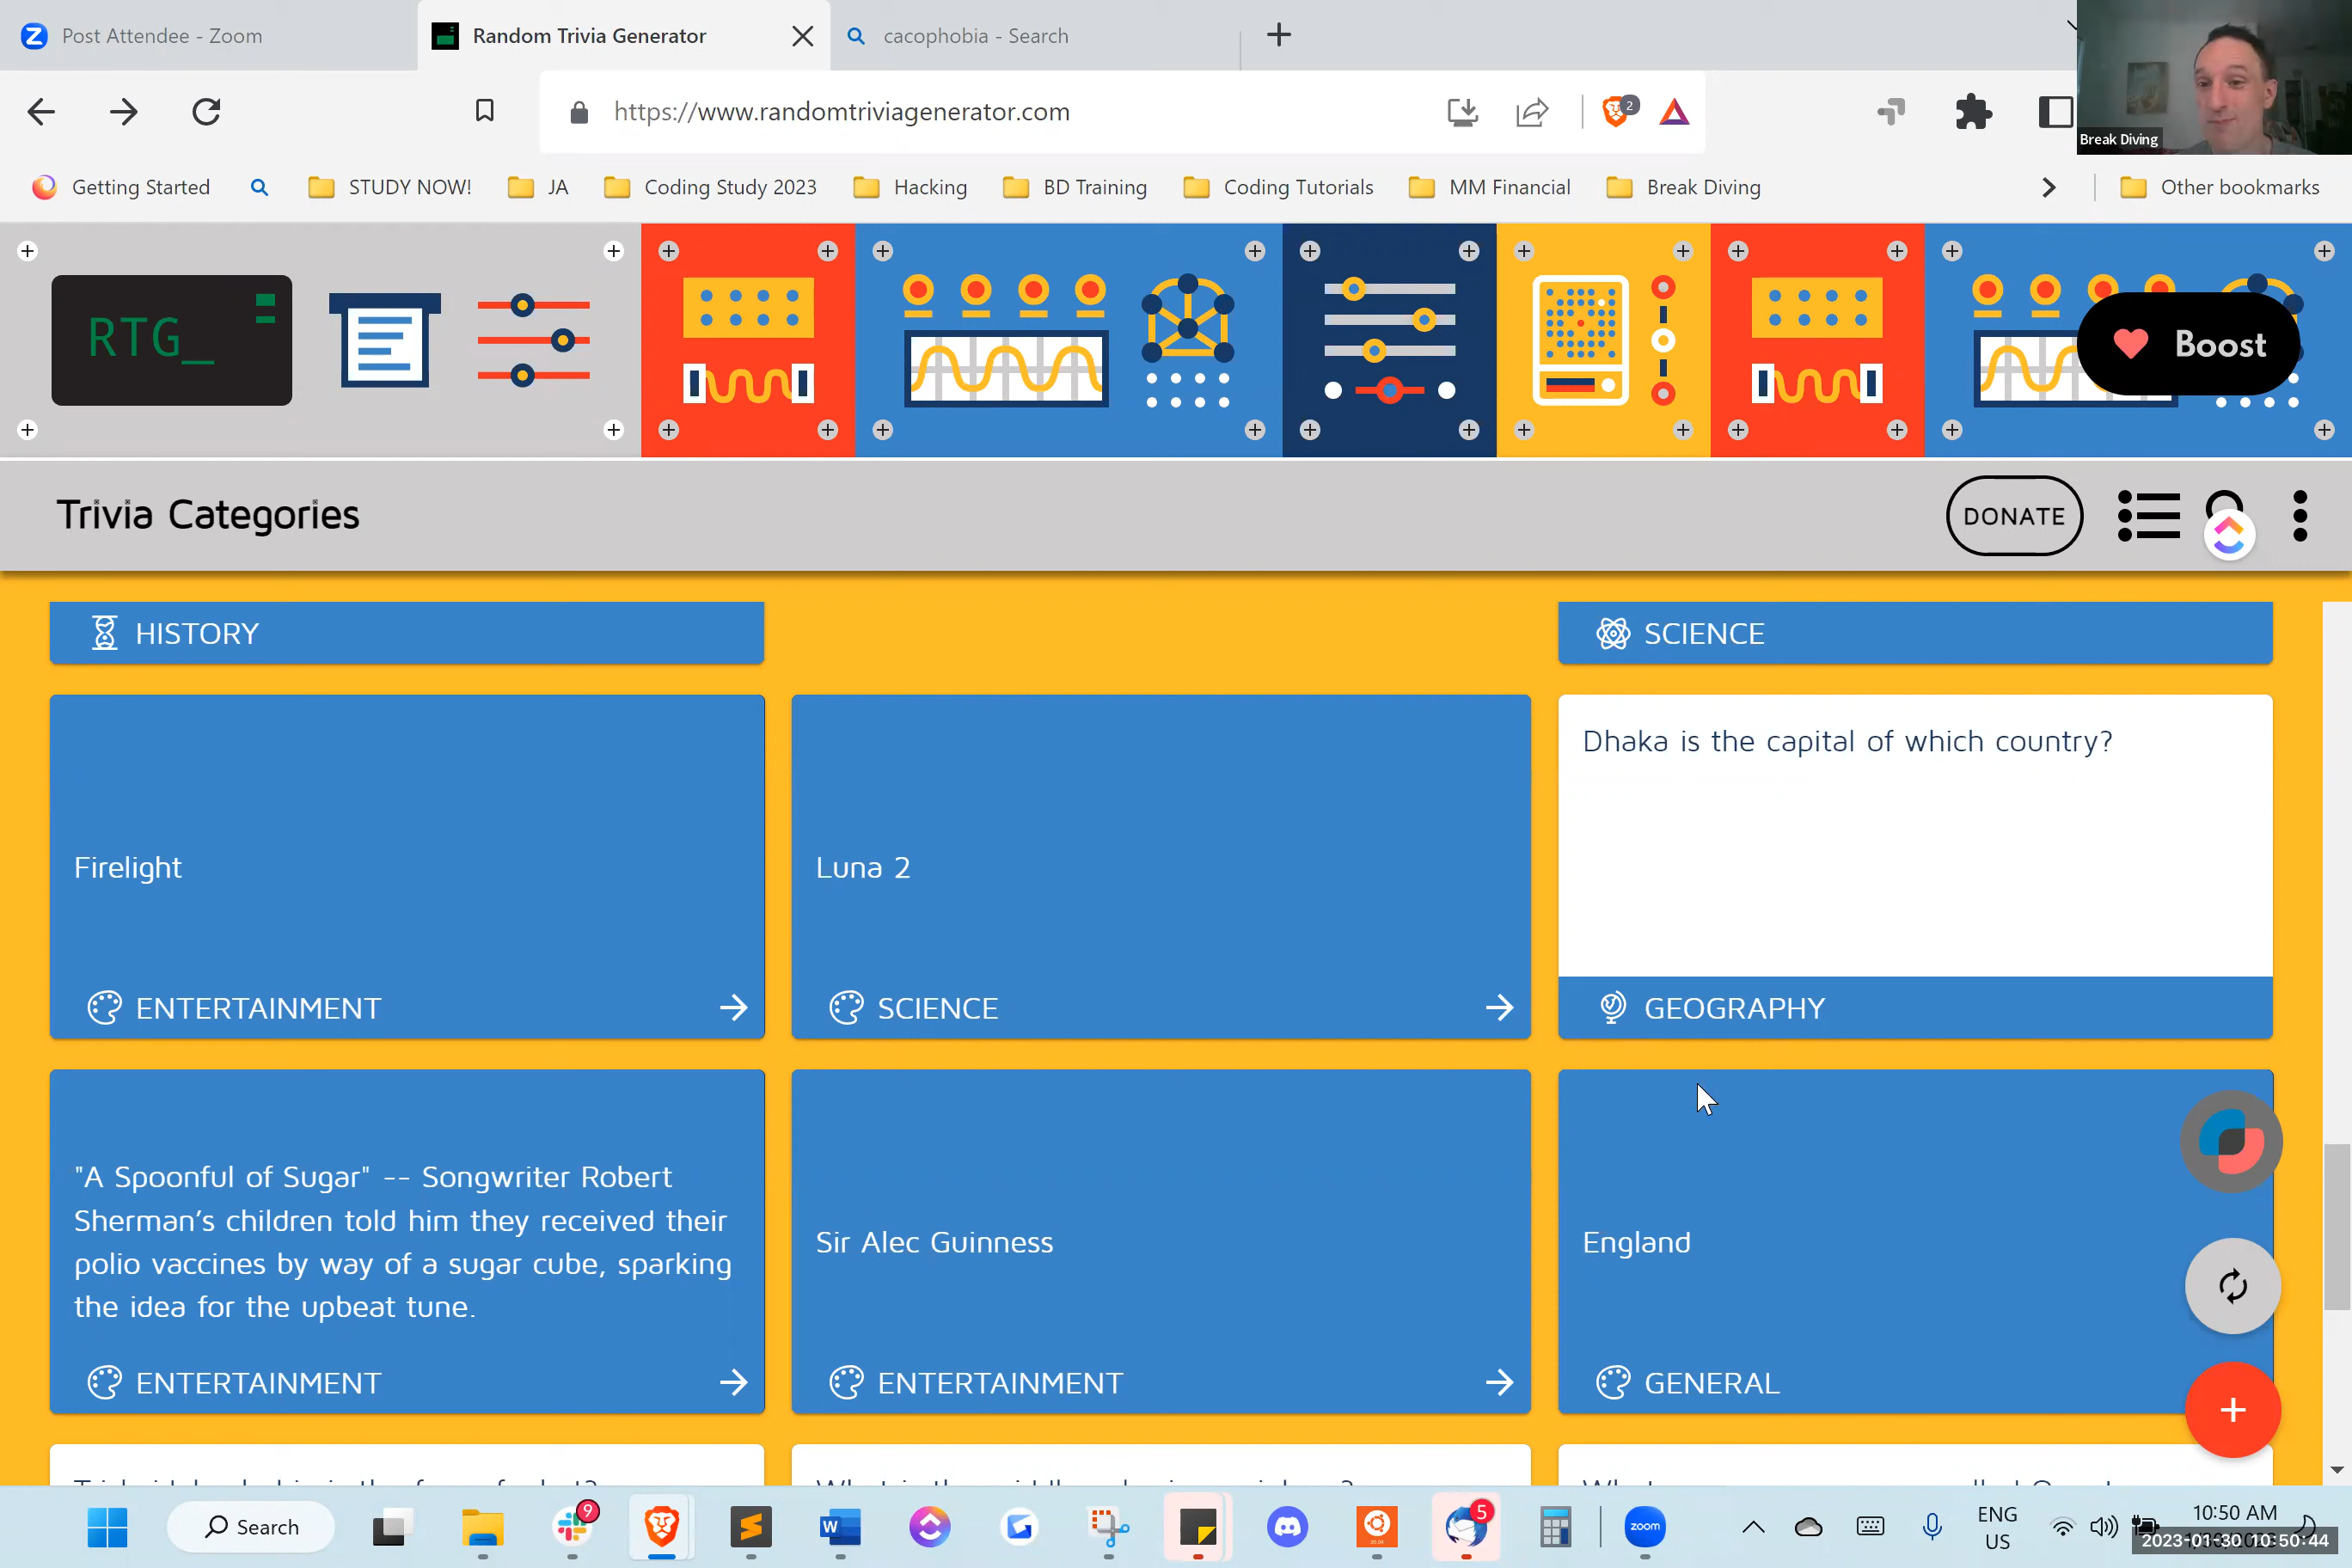 Post Attendee - Zoom
Random Trivia Generator
cacophobia - Search
https://www.randomtriviagenerator.com
2
Break Diving
Getting Started
STUDY NOW!
JA
Coding Study 2023
Hacking
BD Training
Coding Tutorials
MM Financial
Break Diving
Other bookmarks
RTG_
Boost
Trivia Categories
DONATE
HISTORY
SCIENCE
Firelight
ENTERTAINMENT
Luna 2
SCIENCE
Dhaka is the capital of which country?
GEOGRAPHY
"A Spoonful of Sugar" -- Songwriter Robert
Sherman's children told him they received their
polio vaccines by way of a sugar cube, sparking
the idea for the upbeat tune.
ENTERTAINMENT
Sir Alec Guinness
ENTERTAINMENT
England
GENERAL
Search
9
5
zoom
ENG
US
10:50 AM
2023-01-30 10:50:44